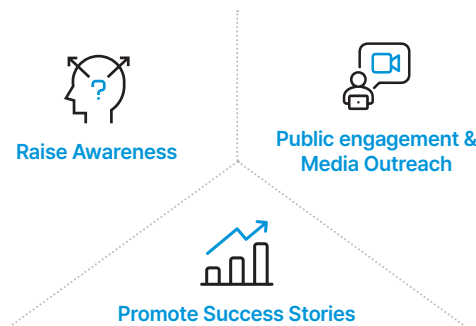 ?
Raise Awareness
Public engagement &
Media Outreach
Promote Success Stories